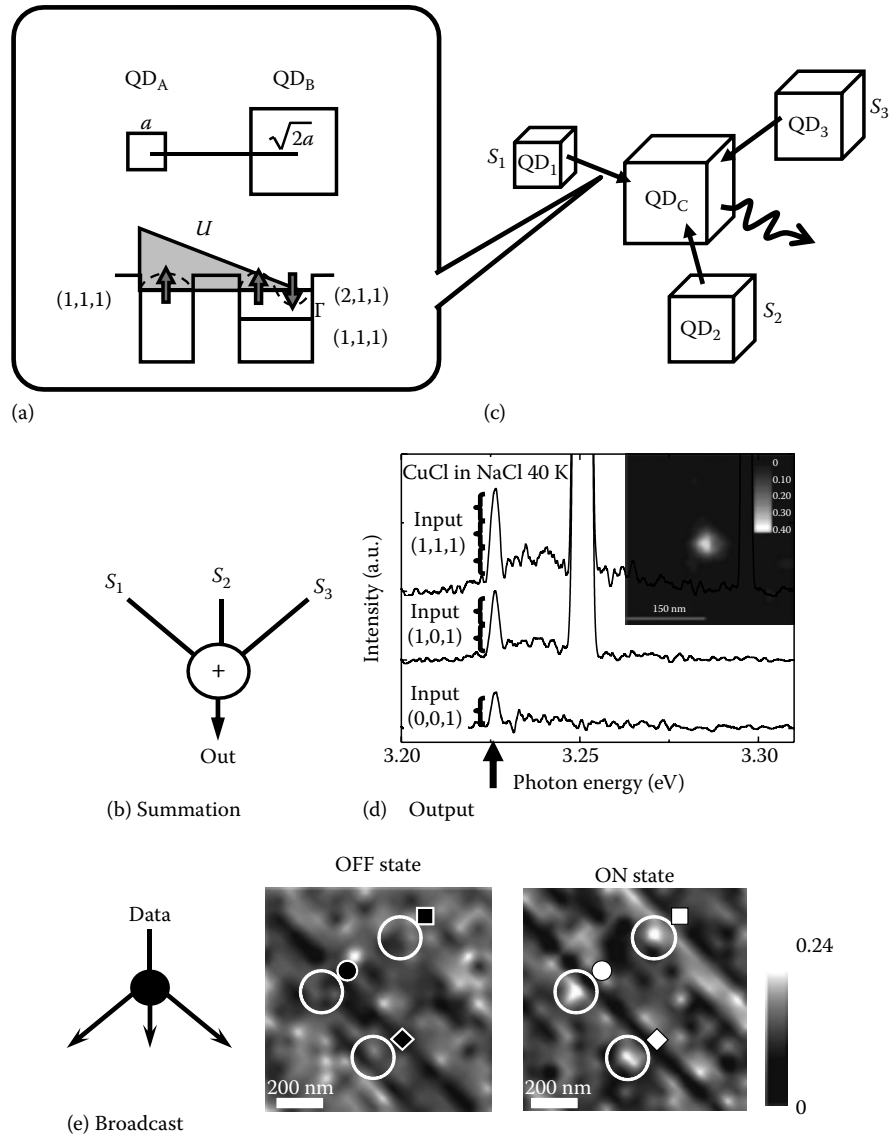 QD_A QD_B
a √2a
U
(1,1,1) (2,1,1)
Γ
(1,1,1)
(a)
S_1 QD_1
QD_C
QD_3 S_3
QD_2 S_2
(c)
S_1 S_2 S_3
+
Out
(b) Summation
CuCl in NaCl 40 K
Input
(1,1,1)
Input
(1,0,1)
Input
(0,0,1)
0
0.10
0.20
0.30
0.40
150 nm
Intensity (a.u.)
3.20 3.25 3.30
Photon energy (eV)
(d) Output
Data
(e) Broadcast
OFF state
200 nm
ON state
200 nm
0.24
0